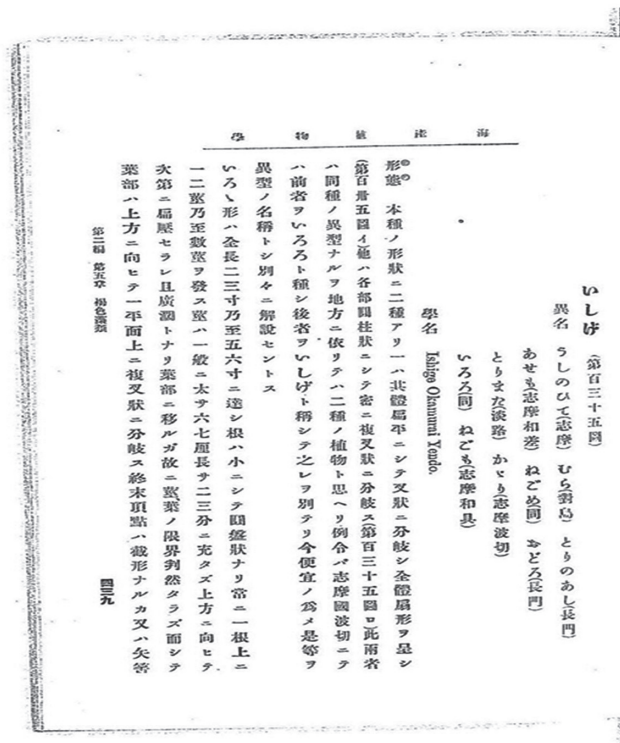 海產植物學
いしげ (第百三十五圖)
異名 うしのひて(志摩) むら(舳島) とりのあし(長門)
あせも(志摩和差) ねごめ(同) おどろ(長門)
とりまた(淡路) かとり(志摩波切)
いろろ(同) ねども(志摩和具)
學名 Ishige Okamurai Yendo.
形態 本種ノ形狀ニ二種アリ一ハ其體扁平ニシテ叉狀ニ分岐シ全體扇形ヲ呈シ
(第百卅五圖イ)他ハ各部圓柱狀ニシテ密ニ複叉狀ニ分岐ス(第百三十五圖ロ)此兩者
ハ同種ノ異型ナルヲ地方ニ依リテハ二種ノ植物ト思ヘリ例令バ志摩國波切ニテ
ハ前者ヲいろろト種シ後者ヲいしげト稱シテ之レヲ別テリ今便宜ノ爲メ是等ヲ
異型ノ名稱トシ別々ニ解説セントス
いろろ形ハ全長二三寸乃至五六寸ニ達シ根ハ小ニシテ圓盤狀ナリ常ニ一根上ニ
一二莖乃至數莖ヲ發ス莖ハ一般ニ太サ六七厘長サ二三分ニ充タズ上方ニ向ヒテ
次第ニ扁壓セラレ且廣濶トナリ葉部ニ移ルガ故ニ莖葉ノ限界判然タラズ面シテ
葉部ハ上方ニ向ヒテ一平面上ニ複叉狀ニ分岐ス終末頂點ハ截形ナルカ又ハ矢筈
第二編 第五章 褐色藻類
四三九